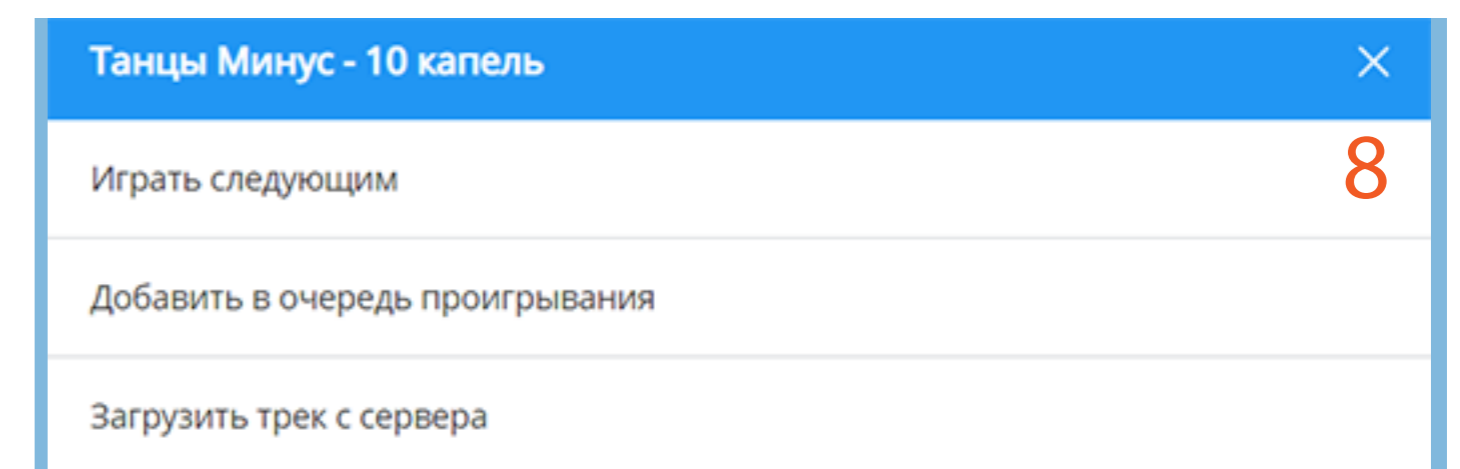 Танцы Минус - 10 капель
Играть следующим 8
Добавить в очередь проигрывания
Загрузить трек с сервера